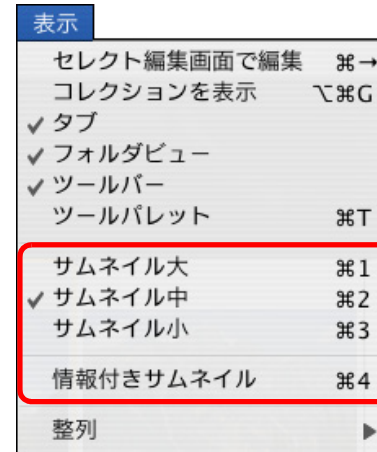 表示
セレクト編集画面で編集 ⌘→
コレクションを表示 ⌥⌘G
✓ タブ
✓ フォルダビュー
✓ ツールバー
ツールパレット ⌘T
サムネイル大 ⌘1
✓ サムネイル中 ⌘2
サムネイル小 ⌘3
情報付きサムネイル ⌘4
整列 ▶